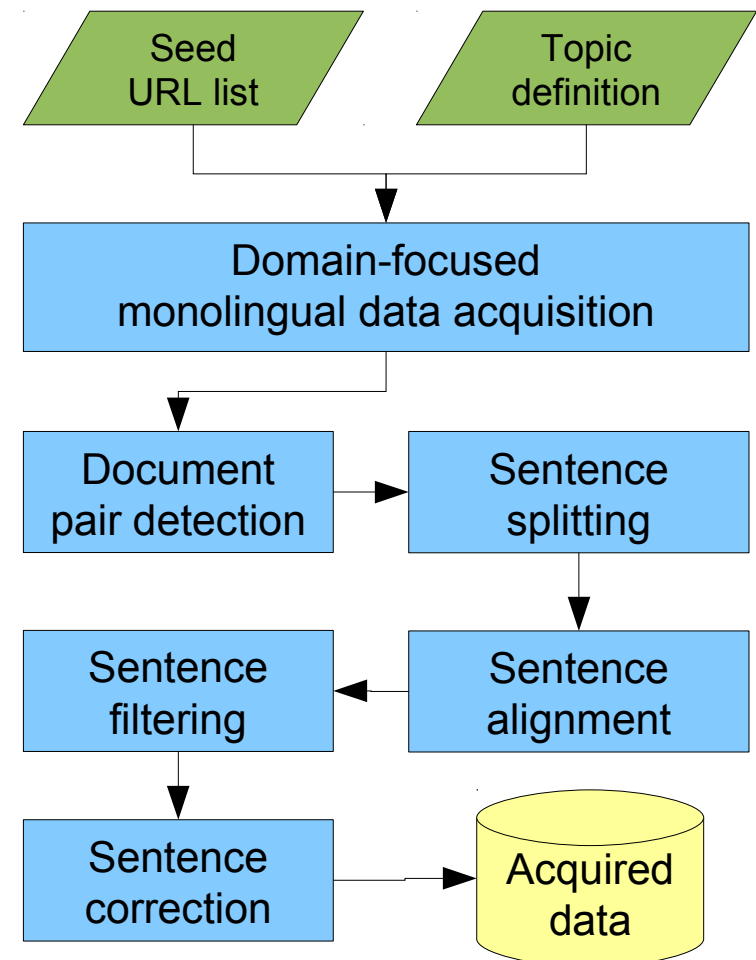 Seed
URL list
Topic
definition
Domain-focused
monolingual data acquisition
Document
pair detection
Sentence
splitting
Sentence
filtering
Sentence
alignment
Sentence
correction
Acquired
data